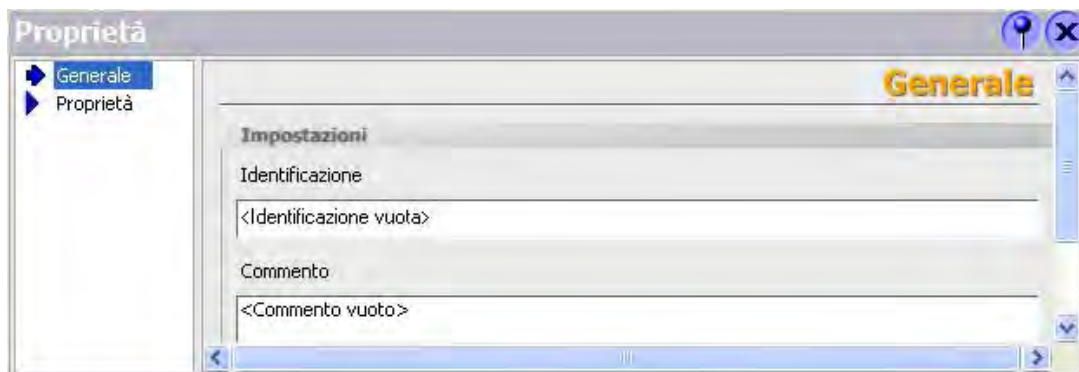 Proprietà
Generale
Proprietà
Generale
Impostazioni
Identificazione
<Identificazione vuota>
Commento
<Commento vuoto>